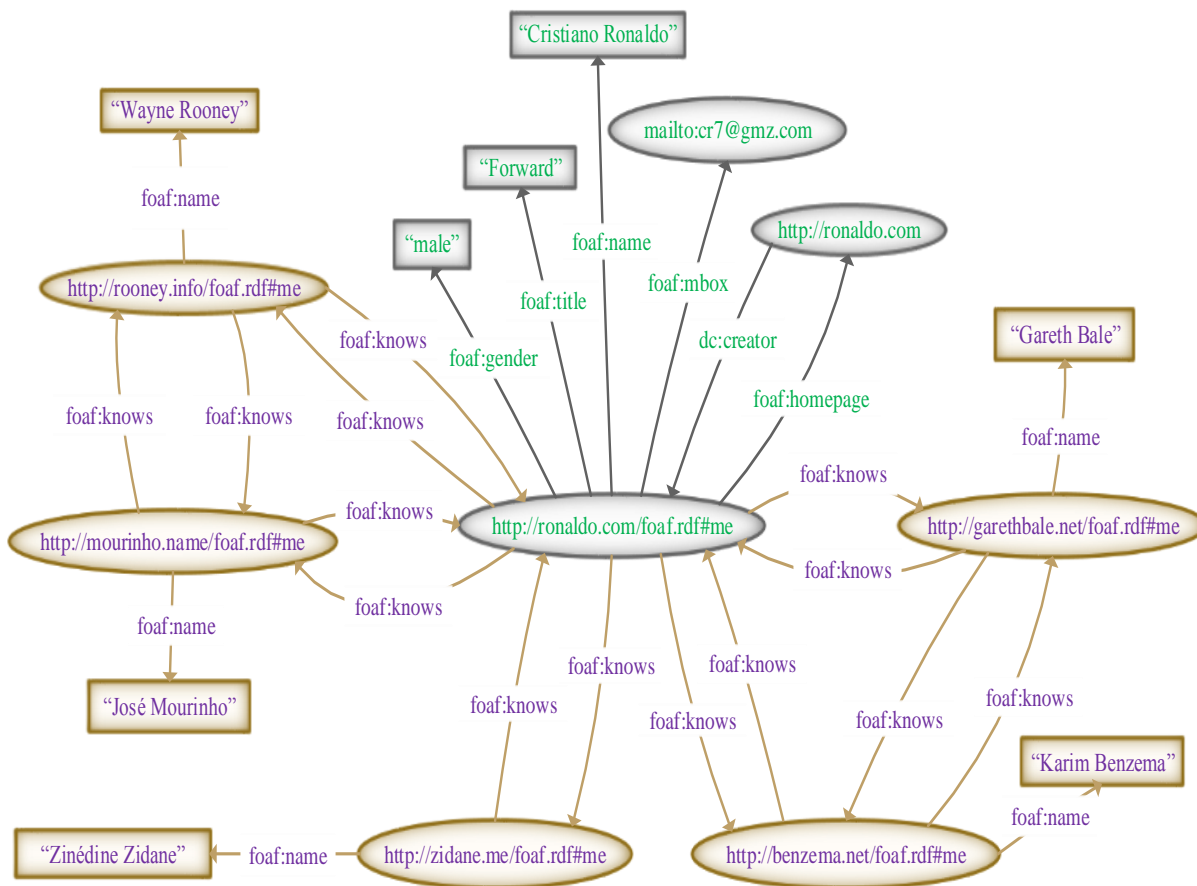 “Cristiano Ronaldo”
“Wayne Rooney”
mailto:cr7@gmz.com
“Forward”
foaf:name
http://ronaldo.com
“male”
foaf:name
http://rooney.info/foaf.rdf#me
foaf:title
foaf:mbox
foaf:knows
dc:creator
“Gareth Bale”
foaf:gender
foaf:homepage
foaf:knows
foaf:knows
foaf:knows
foaf:name
foaf:knows
foaf:knows
http://mourinho.name/foaf.rdf#me
http://ronaldo.com/foaf.rdf#me
http://garethbale.net/foaf.rdf#me
foaf:knows
foaf:knows
foaf:name
foaf:knows
foaf:knows
“José Mourinho”
foaf:knows
foaf:knows
foaf:knows
foaf:knows
“Karim Benzema”
foaf:name
“Zinédine Zidane”
foaf:name
http://zidane.me/foaf.rdf#me
http://benzema.net/foaf.rdf#me